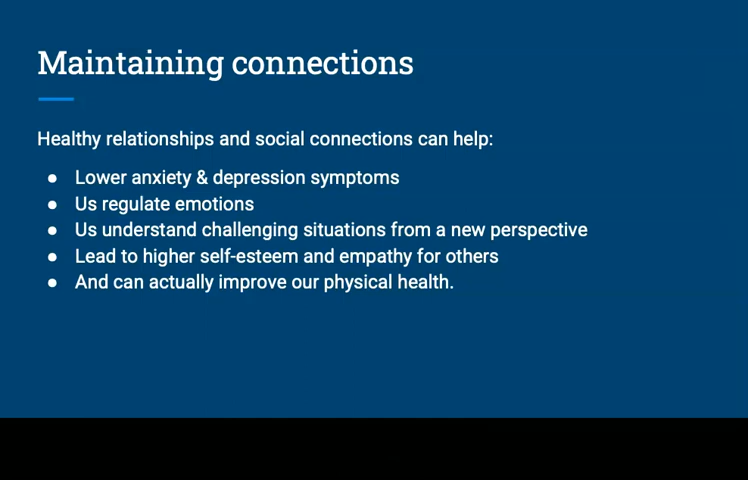 Maintaining connections
Healthy relationships and social connections can help:
● Lower anxiety & depression symptoms
● Us regulate emotions
● Us understand challenging situations from a new perspective
● Lead to higher self-esteem and empathy for others
● And can actually improve our physical health.